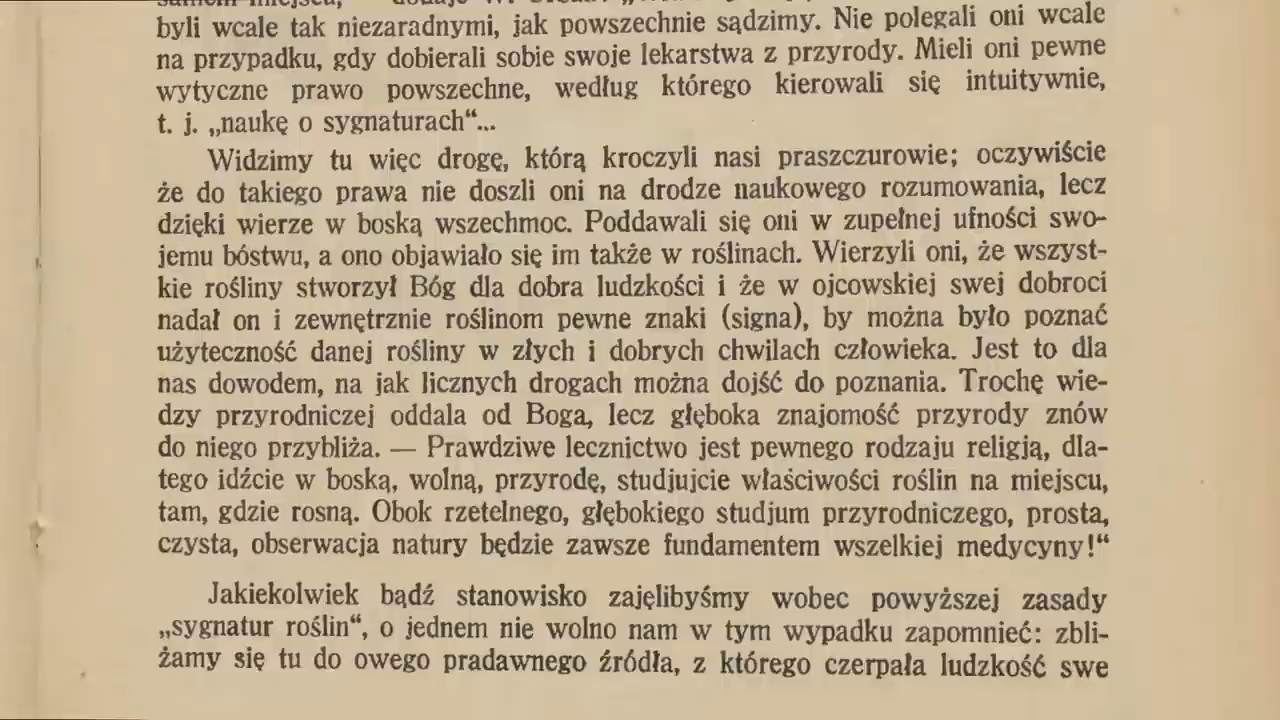 byli wcale tak niezaradnymi, jak powszechnie sądzimy. Nie polegali oni wcale
na przypadku, gdy dobierali sobie swoje lekarstwa z przyrody. Mieli oni pewne
wytyczne prawo powszechne, według którego kierowali się intuitywnie,
t. j. „naukę o sygnaturach“...
Widzimy tu więc drogę, którą kroczyli nasi praszczurowie; oczywiście
że do takiego prawa nie doszli oni na drodze naukowego rozumowania, lecz
dzięki wierze w boską wszechmoc. Poddawali się oni w zupełnej ufności swo-
jemu bóstwu, a ono objawiało się im także w roślinach. Wierzyli oni, że wszyst-
kie rośliny stworzył Bóg dla dobra ludzkości i że w ojcowskiej swej dobroci
nadał on i zewnętrznie roślinom pewne znaki (signa), by można było poznać
użyteczność danej rośliny w złych i dobrych chwilach człowieka. Jest to dla
nas dowodem, na jak licznych drogach można dojść do poznania. Trochę wie-
dzy przyrodniczej oddala od Boga, lecz głęboka znajomość przyrody znów
do niego przybliża. — Prawdziwe lecznictwo jest pewnego rodzaju religją, dla-
tego idźcie w boską, wolną, przyrodę, studjujcie właściwości roślin na miejscu,
tam, gdzie rosną. Obok rzetelnego, głębokiego studjum przyrodniczego, prosta,
czysta, obserwacja natury będzie zawsze fundamentem wszelkiej medycyny!“
Jakiekolwiek bądź stanowisko zajęlibyśmy wobec powyższej zasady
„sygnatur roślin“, o jednem nie wolno nam w tym wypadku zapomnieć: zbli-
żamy się tu do owego pradawnego źródła, z którego czerpała ludzkość swe